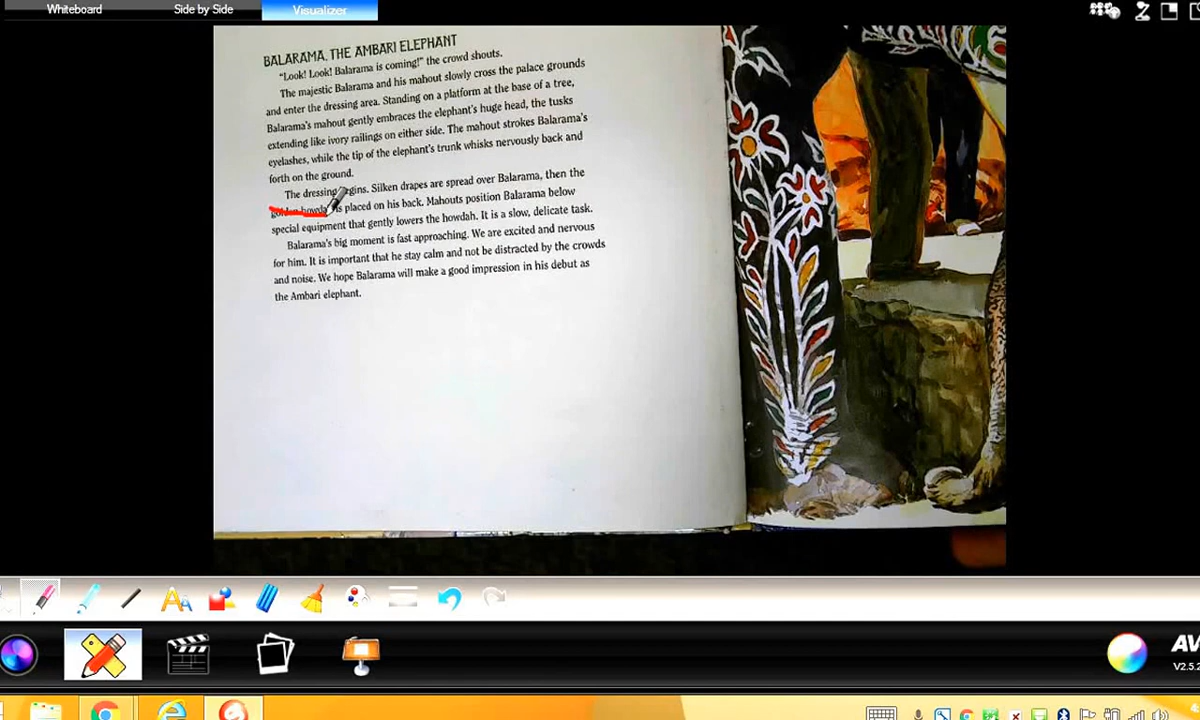 Whiteboard
Side by Side
Visualizer
BALARAMA, THE AMBARI ELEPHANT
"Look! Look! Balarama is coming!" the crowd shouts.
The majestic Balarama and his mahout slowly cross the palace grounds
and enter the dressing area. Standing on a platform at the base of a tree,
Balarama's mahout gently embraces the elephant's huge head, the tusks
extending like ivory railings on either side. The mahout strokes Balarama's
eyelashes, while the tip of the elephant's trunk whisks nervously back and
forth on the ground.
The dressing begins. Silken drapes are spread over Balarama, then the
golden howdah is placed on his back. Mahouts position Balarama below
special equipment that gently lowers the howdah. It is a slow, delicate task.
Balarama's big moment is fast approaching. We are excited and nervous
for him. It is important that he stay calm and not be distracted by the crowds
and noise. We hope Balarama will make a good impression in his debut as
the Ambari elephant.
AV
V2.5.2